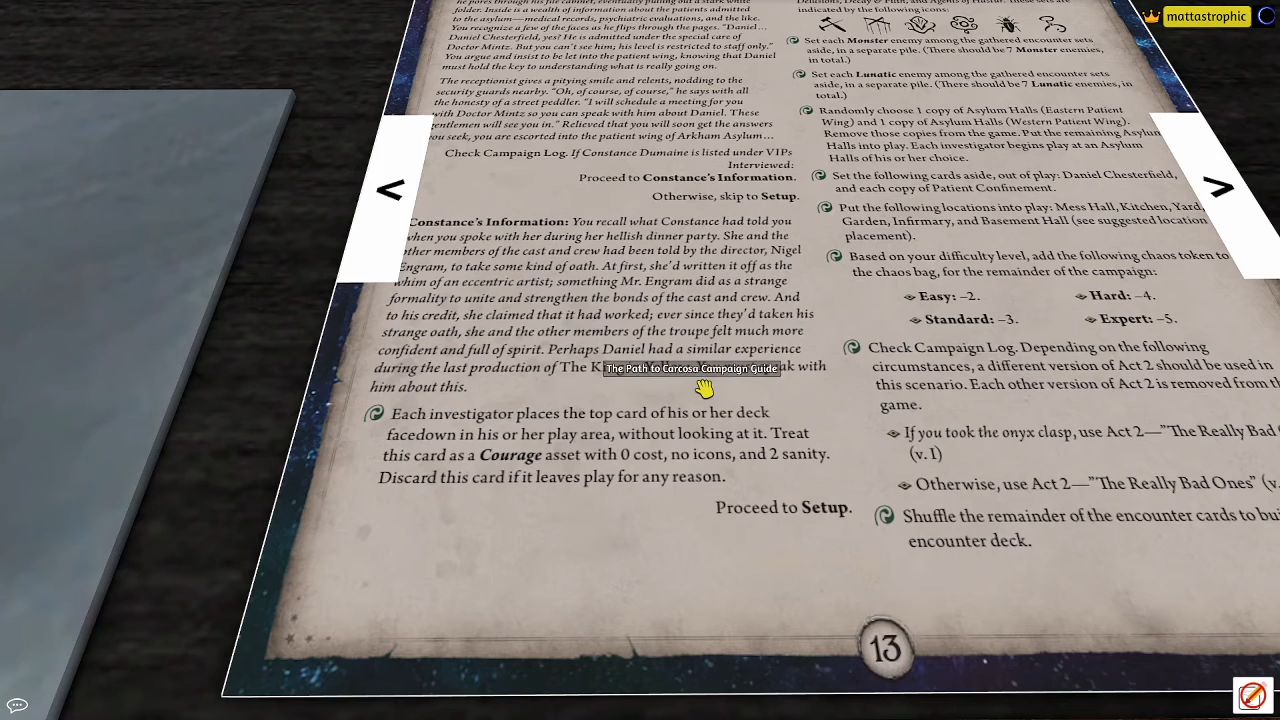 he pores through his file cabinet, eventually pulling out a stark white
folder. Inside is a wealth of information about the patients admitted
to the asylum—medical records, psychiatric evaluations, and the like.
You recognize a few of the faces as he flips through the pages. "Daniel…
Daniel Chesterfield, yes? He is admitted under the special care of
Doctor Mintz. But you can't see him; his level is restricted to staff only."
You argue and insist to be let into the patient wing, knowing that Daniel
must hold the key to understanding what is really going on.
The receptionist gives a pitying smile and relents, nodding to the
security guards nearby. "Oh, of course, of course," he says with all
the honesty of a street peddler. "I will schedule a meeting for you
with Doctor Mintz so you can speak with him about Daniel. These
gentlemen will see you in." Relieved that you will soon get the answers
you seek, you are escorted into the patient wing of Arkham Asylum…
Check Campaign Log. If Constance Dumaine is listed under VIPs
Interviewed:
Proceed to Constance's Information.
Otherwise, skip to Setup.
Constance's Information: You recall what Constance had told you
when you spoke with her during her hellish dinner party. She and the
other members of the cast and crew had been told by the director, Nigel
Engram, to take some kind of oath. At first, she'd written it off as the
whim of an eccentric artist; something Mr. Engram did as a strange
formality to unite and strengthen the bonds of the cast and crew. And
to his credit, she claimed that it had worked; ever since they'd taken his
strange oath, she and the other members of the troupe felt much more
confident and full of spirit. Perhaps Daniel had a similar experience
during the last production of The K
with
him about this.
The Path to Carcosa Campaign Guide
Each investigator places the top card of his or her deck
facedown in his or her play area, without looking at it. Treat
this card as a Courage asset with 0 cost, no icons, and 2 sanity.
Discard this card if it leaves play for any reason.
Proceed to Setup.
Delusions, Decay & Filth, and Agents of Hastur. These sets are
indicated by the following icons:
Set each Monster enemy among the gathered encounter sets
aside, in a separate pile. (There should be 7 Monster enemies,
in total.)
Set each Lunatic enemy among the gathered encounter sets
aside, in a separate pile. (There should be 7 Lunatic enemies, in
total.)
Randomly choose 1 copy of Asylum Halls (Eastern Patient
Wing) and 1 copy of Asylum Halls (Western Patient Wing).
Remove those copies from the game. Put the remaining Asylum
Halls into play. Each investigator begins play at an Asylum
Halls of his or her choice.
Set the following cards aside, out of play: Daniel Chesterfield,
and each copy of Patient Confinement.
Put the following locations into play: Mess Hall, Kitchen, Yard,
Garden, Infirmary, and Basement Hall (see suggested location
placement).
Based on your difficulty level, add the following chaos token to
the chaos bag, for the remainder of the campaign:
Easy: –2. Hard: –4.
Standard: –3. Expert: –5.
Check Campaign Log. Depending on the following
circumstances, a different version of Act 2 should be used in
this scenario. Each other version of Act 2 is removed from th
game.
If you took the onyx clasp, use Act 2—"The Really Bad
(v. I)
Otherwise, use Act 2—"The Really Bad Ones" (v.
Shuffle the remainder of the encounter cards to bui
encounter deck.
13
<
>
mattastrophic